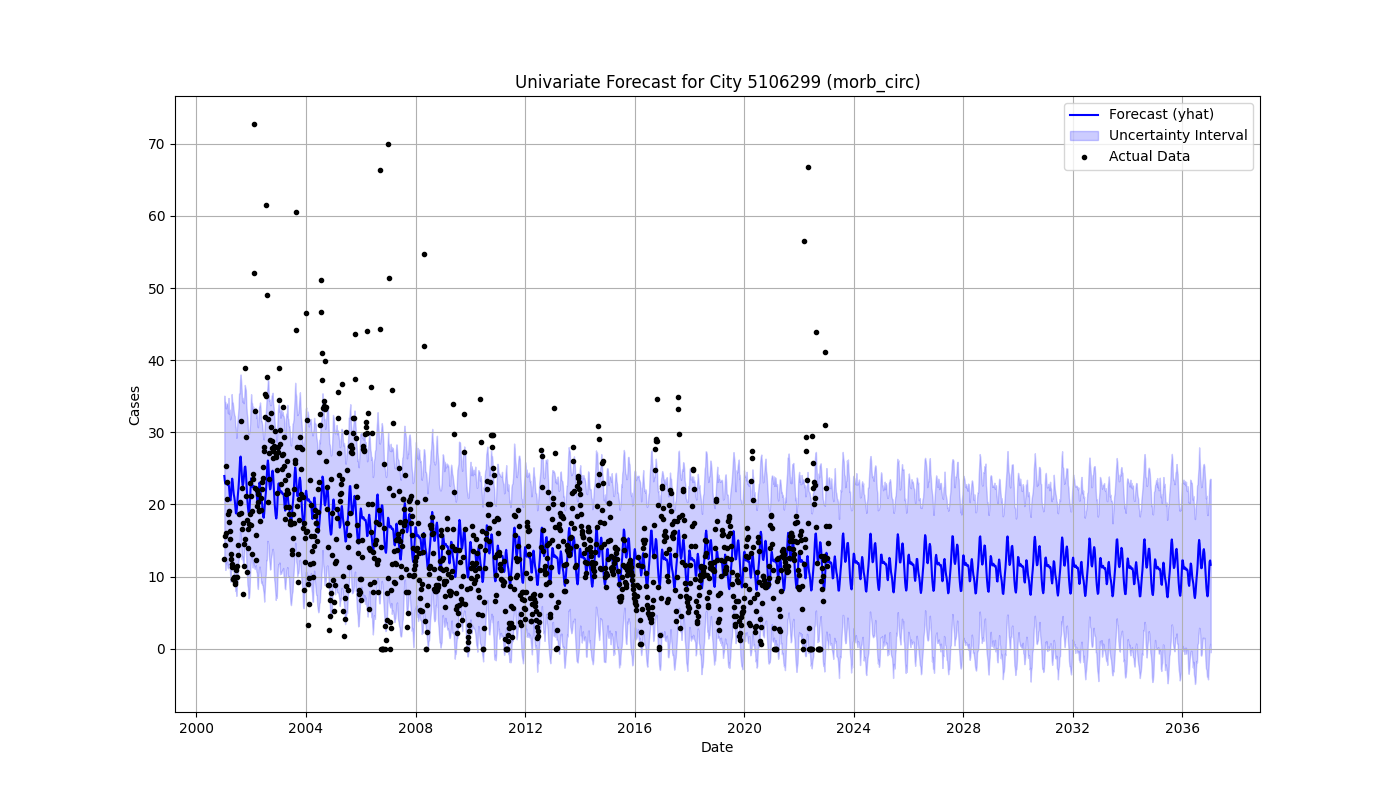 Univariate Forecast for City 5106299 (morb_circ)
Forecast (yhat)
Uncertainty Interval
Actual Data
Cases
70
60
50
40
30
20
10
0
2000 2004 2008 2012 2016 2020 2024 2028 2032 2036
Date